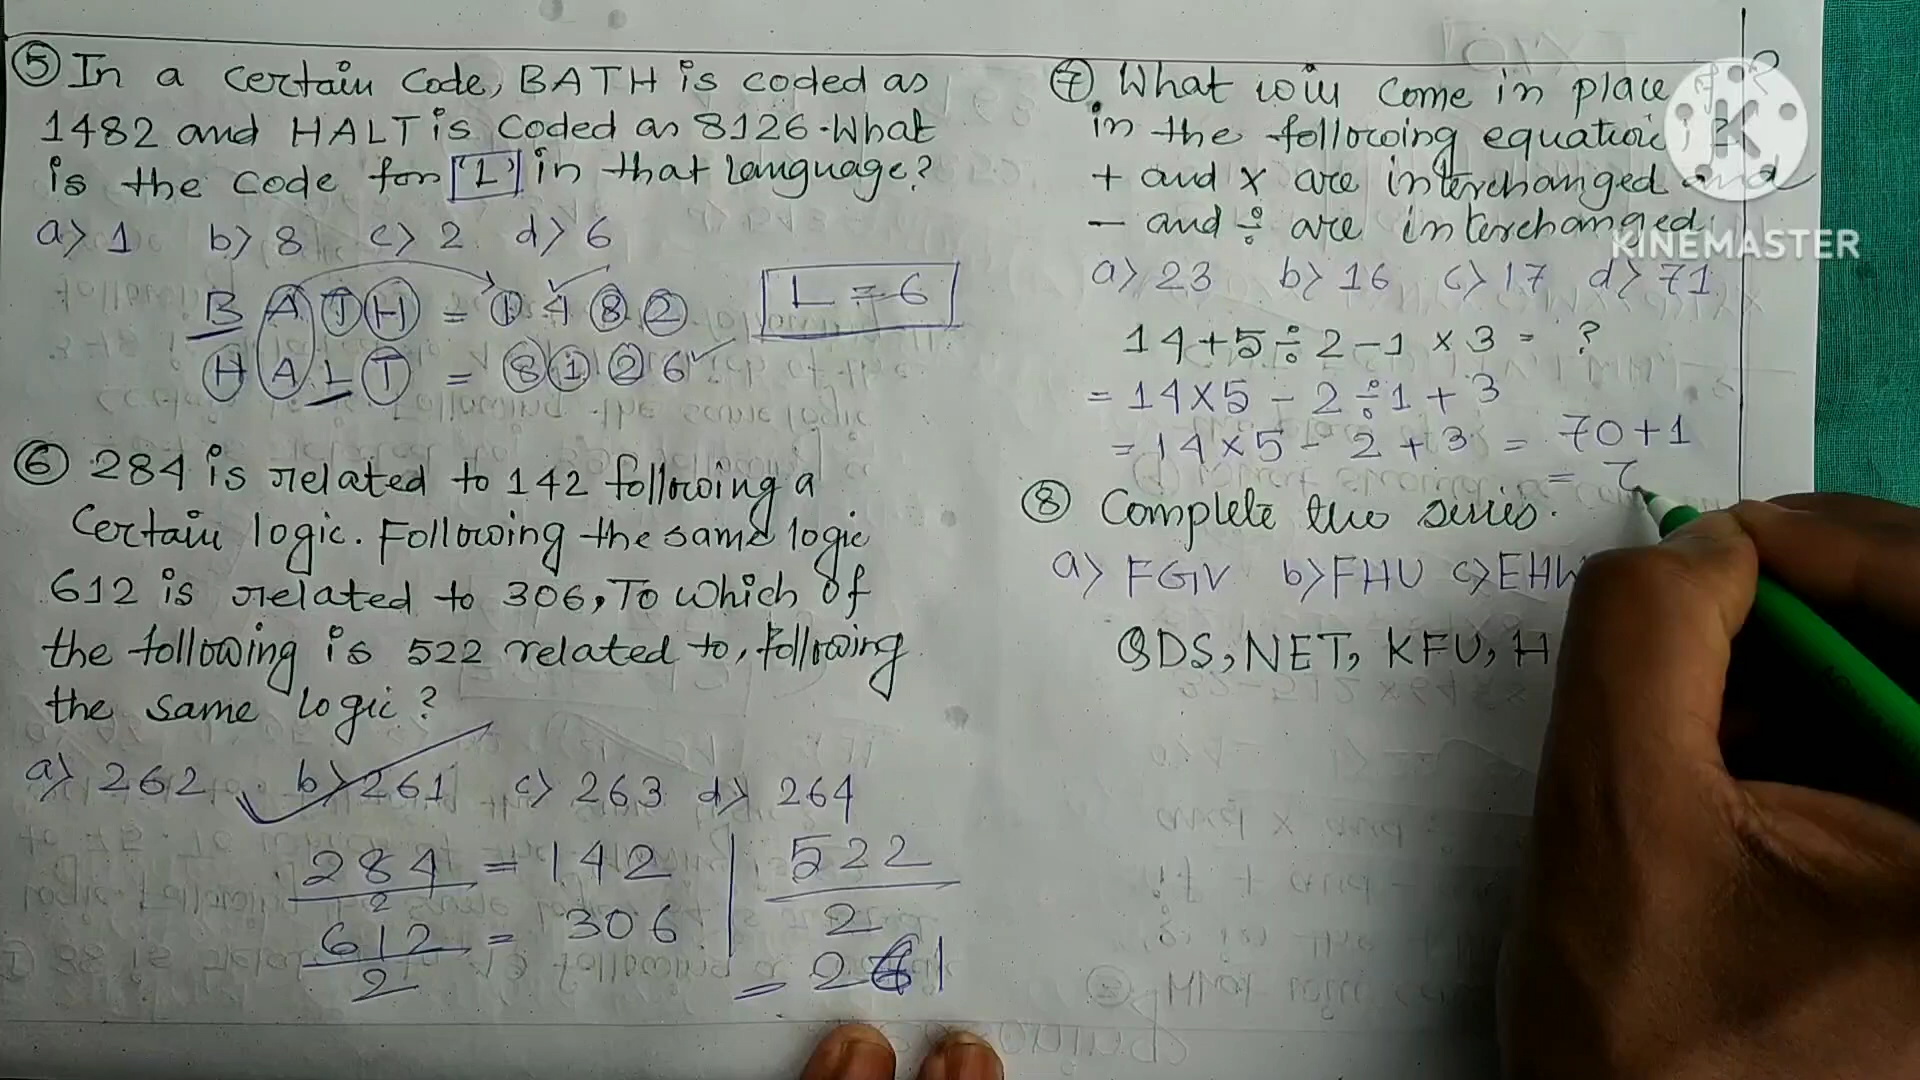 ⑤ In a certain code, BATH is coded as
1482 and HALT is coded as 8126. What
is the code for 'L' in that language?
a) 1 b) 8 c) 2 d) 6
B A T H = 1 4 8 2
L = 6
H A L T = 8 1 2 6
⑥ 284 is related to 142 following a
certain logic. Following the same logic
612 is related to 306, To which of
the following is 522 related to, following
the same logic?
a) 262 b) 261 c) 263 d) 264
284 = 142
2
612 = 306
2
522
2
= 261
⑦ What will come in place of ?
in the following equation if
+ and x are interchanged and
- and ÷ are interchanged
a) 23 b) 16 c) 17 d) 71
14+5÷2-1 x 3 = ?
= 14x5 - 2÷1+3
= 14x5 - 2+3 = 70+1
= 7
⑧ Complete the series.
a) FGV b) FHU c) EHW
QDS, NET, KFU, H
K
KINEMASTER